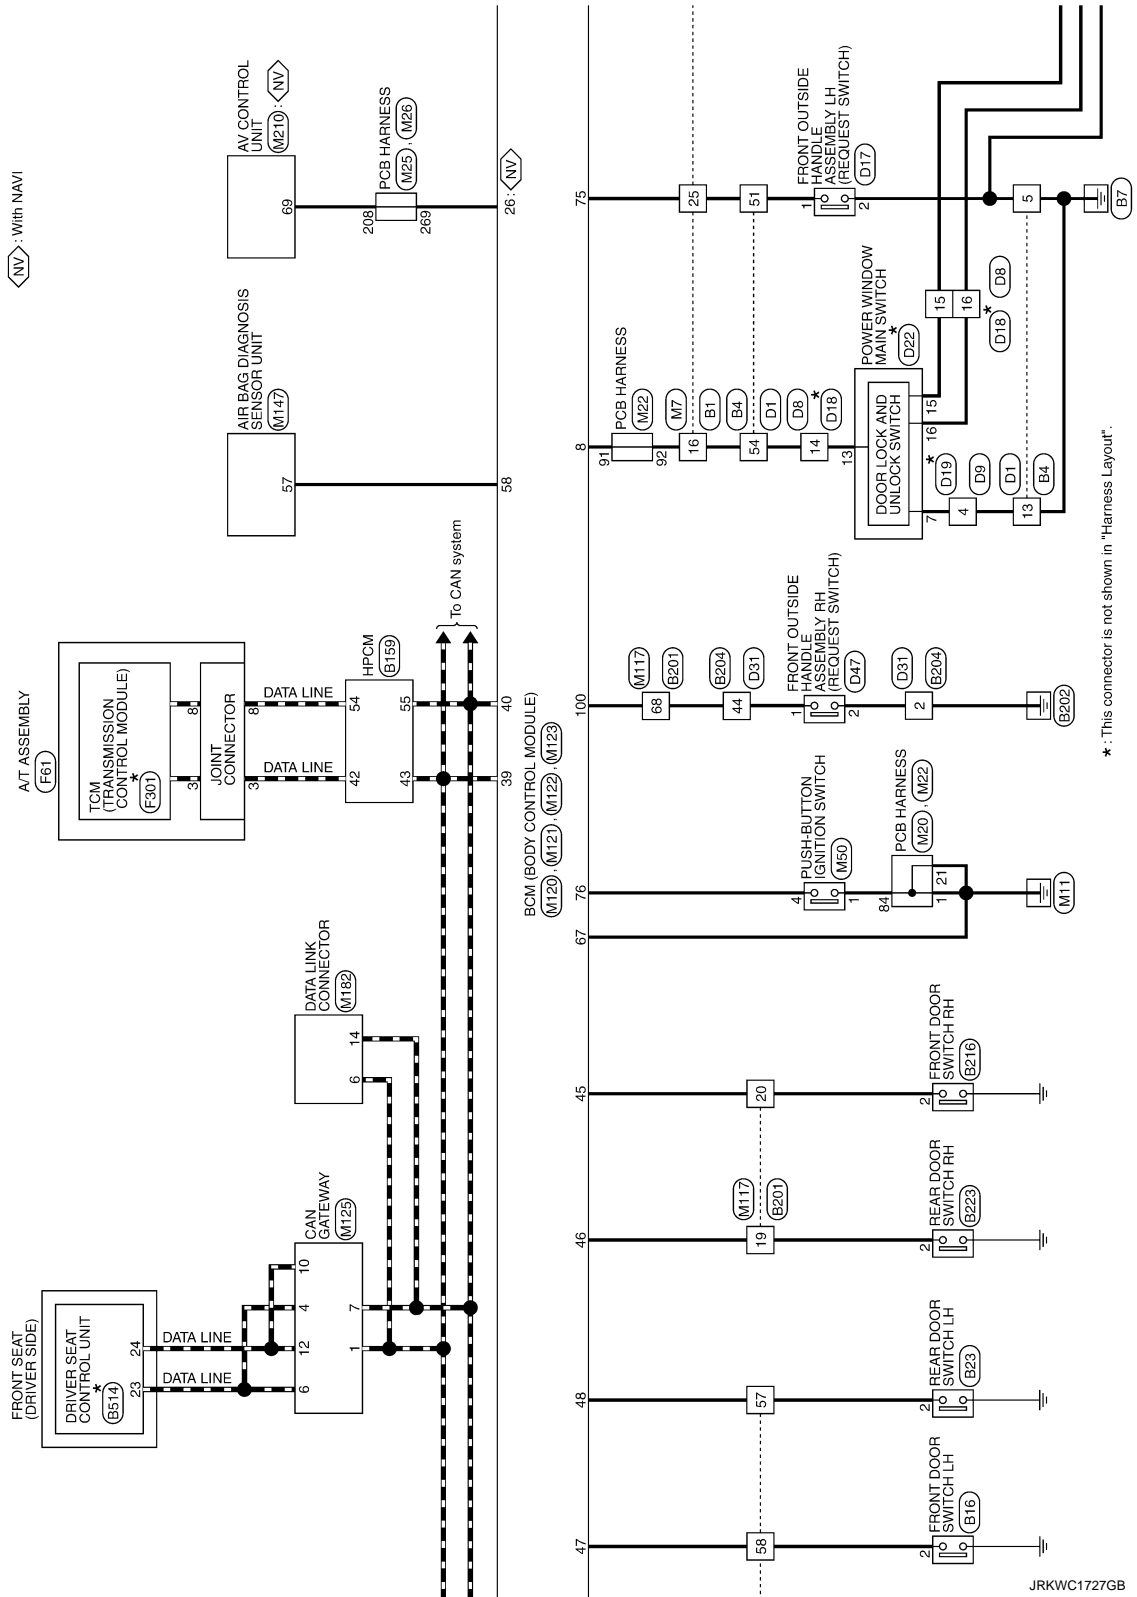 NV : With NAVI
FRONT SEAT
(DRIVER SIDE)
DRIVER SEAT
CONTROL UNIT
*
B514
23
24
DATA LINE
DATA LINE
6
12
4
10
CAN
GATEWAY
M125
1
7
DATA LINK
CONNECTOR
M182
6
14
A/T ASSEMBLY
F61
TCM
(TRANSMISSION
CONTROL MODULE)
*
F301
3
8
JOINT
CONNECTOR
3
8
DATA LINE
DATA LINE
42
54
HPCM
B159
43
55
To CAN system
39
40
AIR BAG DIAGNOSIS
SENSOR UNIT
M147
57
58
AV CONTROL
UNIT
M210 : NV
69
208
PCB HARNESS
M25 , M26
269
26 : NV
BCM (BODY CONTROL MODULE)
M120 , M121 , M122 , M123
47
48
46
45
67
76
100
8
75
58
57
M117
B201
19
20
2
FRONT DOOR
SWITCH LH
B16
2
REAR DOOR
SWITCH LH
B23
2
REAR DOOR
SWITCH RH
B223
2
FRONT DOOR
SWITCH RH
B216
4
PUSH-BUTTON
IGNITION SWITCH
M50
1
84
PCB HARNESS
M20 , M22
1
21
M11
M117
68
B201
B204
44
D31
1
FRONT OUTSIDE
HANDLE
ASSEMBLY RH
(REQUEST SWITCH)
D47
2
D31
2
B204
B202
91
PCB HARNESS
M22
92
M7
16
B1
25
B4
54
D1
51
D8
14
*
D18
13
POWER WINDOW
MAIN SWITCH
*
D22
DOOR LOCK AND
UNLOCK SWITCH
7
16
15
*
D19
4
D9
D1
13
B4
15
16
*
D18
D8
1
FRONT OUTSIDE
HANDLE
ASSEMBLY LH
(REQUEST SWITCH)
D17
2
5
B7
* : This connector is not shown in "Harness Layout".
JRKWC1727GB